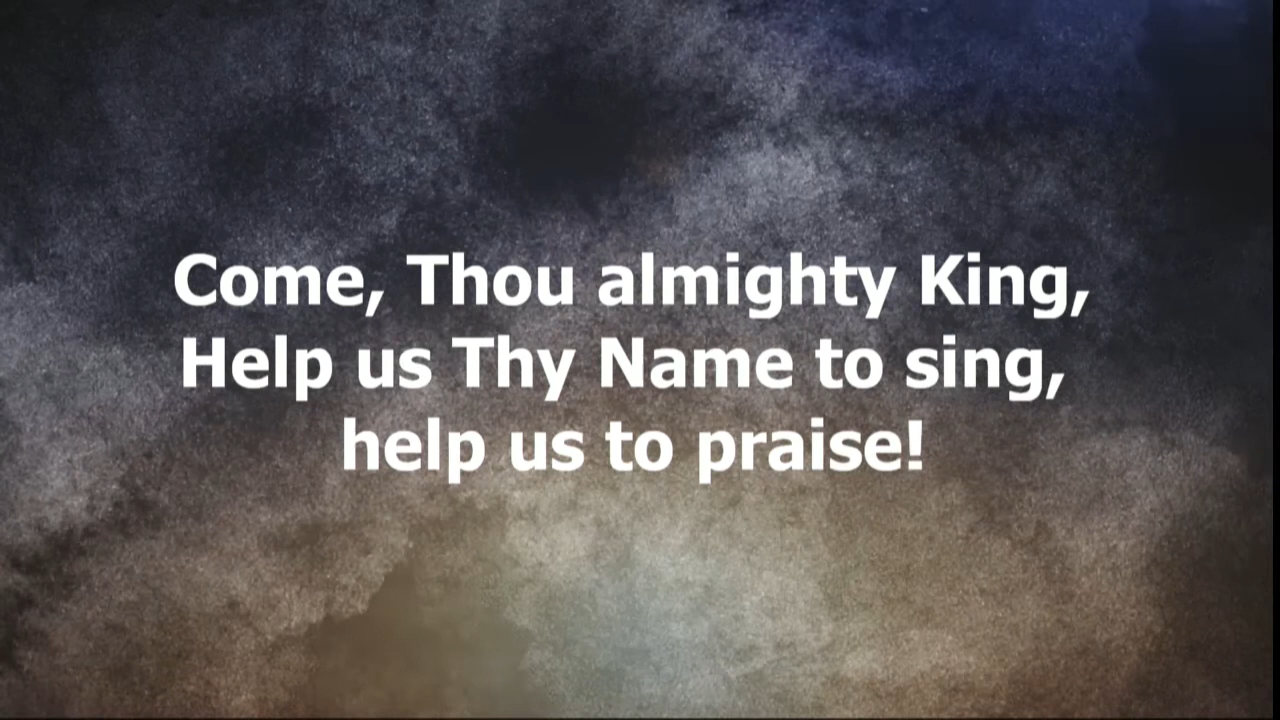 Come, Thou almighty King,
Help us Thy Name to sing,
help us to praise!